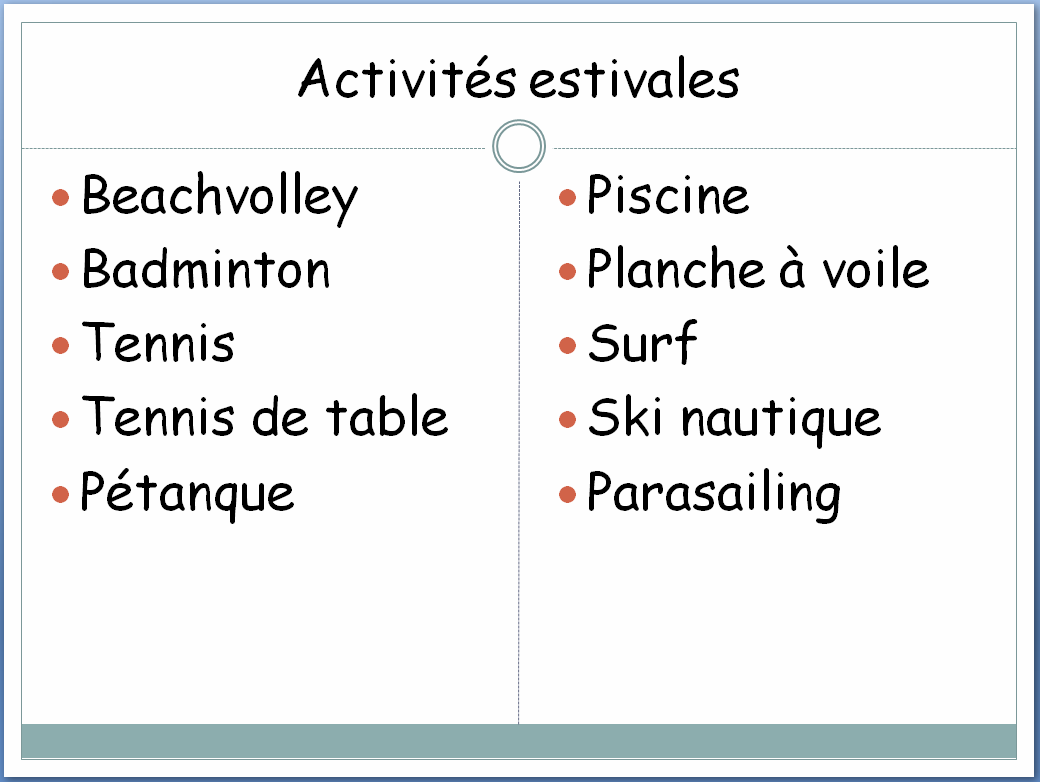 Activités estivales
Beachvolley
Badminton
Tennis
Tennis de table
Pétanque
Piscine
Planche à voile
Surf
Ski nautique
Parasailing